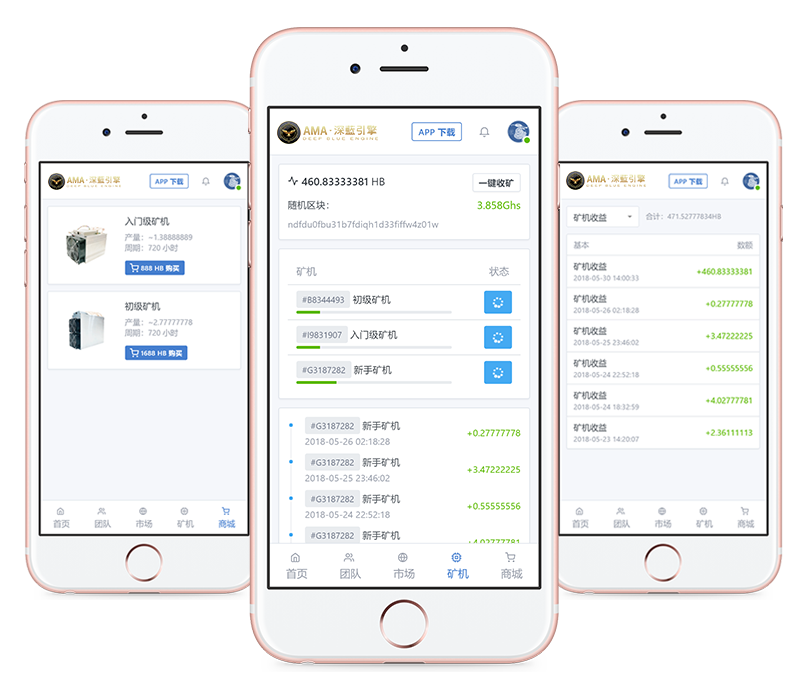 AMA·深藍引擎
DEEP BLUE ENGINE
APP 下载
入门级矿机
产量：~1.38888889
周期：720 小时
888 HB 购买
初级矿机
产量：~2.77777778
周期：720 小时
1688 HB 购买
首页
团队
市场
矿机
商城
AMA·深藍引擎
DEEP BLUE ENGINE
APP 下载
460.83333381 HB
一键收矿
随机区块：
3.858Ghs
ndfdu0fbu31b7fdiqh1d33fiffw4z01w
矿机
状态
#B8344493 初级矿机
#I9831907 入门级矿机
#G3187282 新手矿机
#G3187282 新手矿机
2018-05-26 02:18:28
+0.27777778
#G3187282 新手矿机
2018-05-25 23:46:02
+3.47222225
#G3187282 新手矿机
2018-05-24 22:52:18
+0.55555556
#G3187282 新手矿机
+4.02777781
首页
团队
市场
矿机
商城
AMA·深藍引擎
DEEP BLUE ENGINE
APP 下载
矿机收益
合计：471.52777834HB
基本
数额
矿机收益
2018-05-30 14:00:33
+460.83333381
矿机收益
2018-05-26 02:18:28
+0.27777778
矿机收益
2018-05-25 23:46:02
+3.47222225
矿机收益
2018-05-24 22:52:18
+0.55555556
矿机收益
2018-05-24 18:32:59
+4.02777781
矿机收益
2018-05-23 14:20:07
+2.36111113
首页
团队
市场
矿机
商城